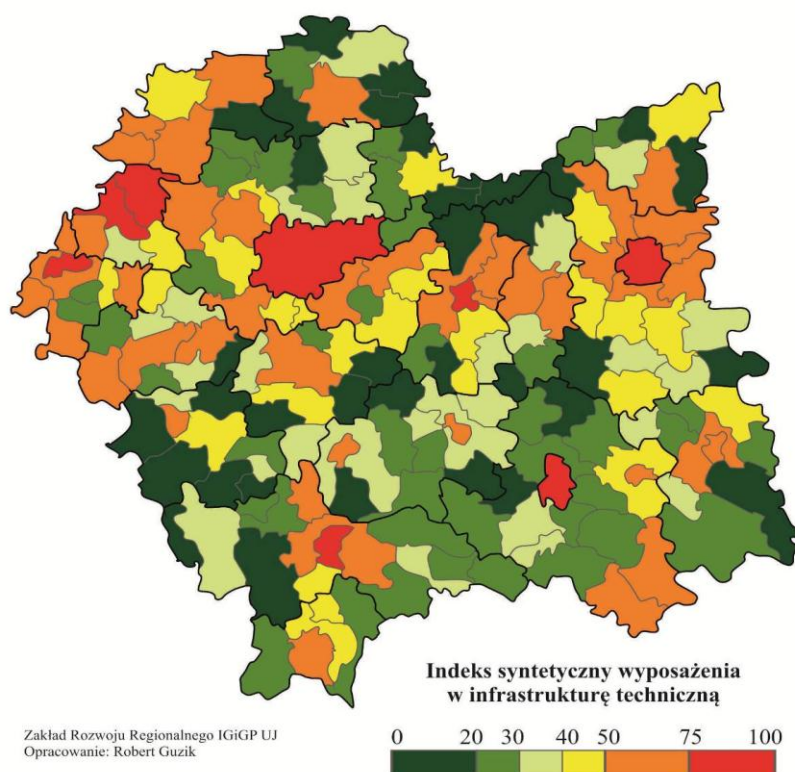 Indeks syntetyczny wyposażenia
w infrastrukturę techniczną
Zakład Rozwoju Regionalnego IGiGP UJ
Opracowanie: Robert Guzik
0 20 30 40 50 75 100